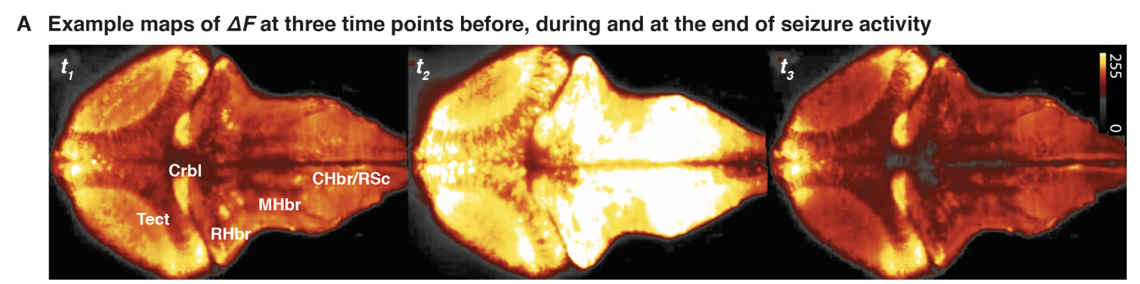 A Example maps of ΔF at three time points before, during and at the end of seizure activity
t1
t2
t3
255
0
Crbl
CHbr/RSc
MHbr
Tect
RHbr